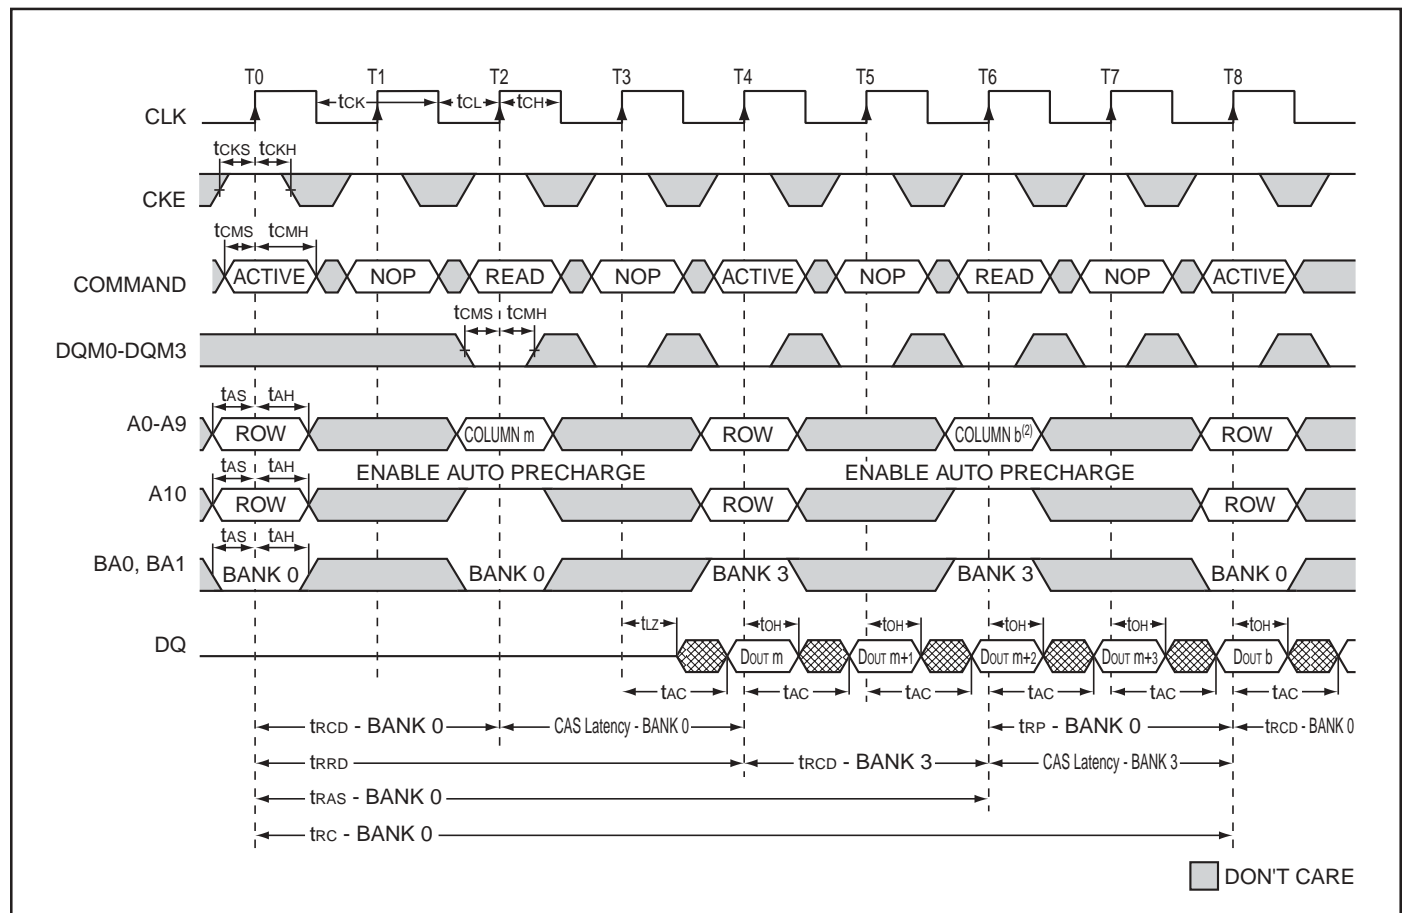 T0 T1 T2 T3 T4 T5 T6 T7 T8
tCK tCL tCH
CLK
tCKS tCKH
CKE
tCMS tCMH
COMMAND ACTIVE NOP READ NOP ACTIVE NOP READ NOP ACTIVE
tCMS tCMH
DQM0-DQM3
tAS tAH
A0-A9 ROW COLUMN m ROW COLUMN b(2) ROW
tAS tAH ENABLE AUTO PRECHARGE ENABLE AUTO PRECHARGE
A10 ROW ROW ROW
tAS tAH
BA0, BA1 BANK 0 BANK 0 BANK 3 BANK 3 BANK 0
tLZ tOH tOH tOH tOH tOH
DQ DOUT m DOUT m+1 DOUT m+2 DOUT m+3 DOUT b
tAC tAC tAC tAC tAC tAC
tRCD - BANK 0 CAS Latency - BANK 0 tRP - BANK 0 tRCD - BANK 0
tRRD tRCD - BANK 3 CAS Latency - BANK 3
tRAS - BANK 0
tRC - BANK 0
DON'T CARE